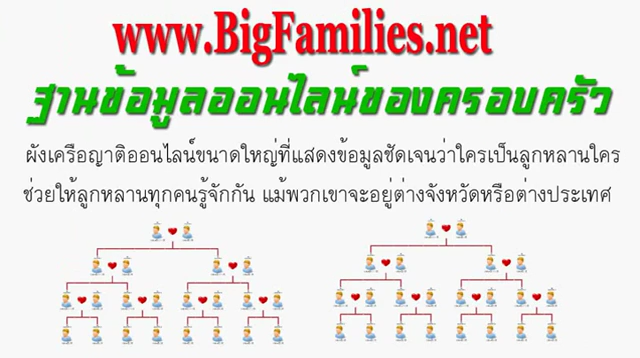 www.BigFamilies.net
ฐานข้อมูลออนไลน์ของครอบครัว
ผังเครือญาติออนไลน์ขนาดใหญ่ที่แสดงข้อมูลชัดเจนว่าใครเป็นลูกหลานใคร
ช่วยให้ลูกหลานทุกคนรู้จักกัน แม้พวกเขาจะอยู่ต่างจังหวัดหรือต่างประเทศ